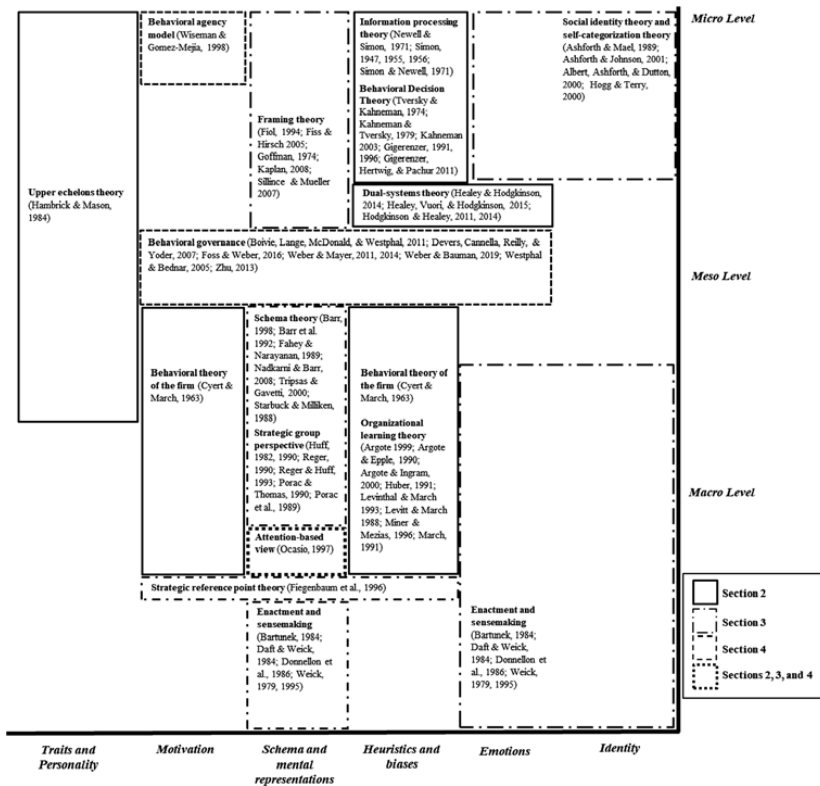 Behavioral agency
model (Wiseman &
Gomez-Mejia, 1998)
Information processing
theory (Newell &
Simon, 1971; Simon,
1947, 1955, 1956;
Simon & Newell, 1971)
Behavioral Decision
Theory (Tversky &
Kahneman, 1974;
Kahneman &
Tversky, 1979; Kahneman
2003; Gigerenzer, 1991,
1996; Gigerenzer,
Hertwig, & Pachur 2011)
Social identity theory and
self-categorization theory
(Ashforth & Mael, 1989;
Ashforth & Johnson, 2001;
Albert, Ashforth, & Dutton,
2000; Hogg & Terry,
2000)
Micro Level
Framing theory
(Fiol, 1994; Fiss &
Hirsch 2005;
Goffman, 1974;
Kaplan, 2008;
Sillince & Mueller
2007)
Upper echelons theory
(Hambrick & Mason,
1984)
Dual-systems theory (Healey & Hodgkinson,
2014; Healey, Vuori, & Hodgkinson, 2015;
Hodgkinson & Healey, 2011, 2014)
Behavioral governance (Boivie, Lange, McDonald, & Westphal, 2011; Devers, Cannella, Reilly, &
Yoder, 2007; Foss & Weber, 2016; Weber & Mayer, 2011, 2014; Weber & Bauman, 2019; Westphal
& Bednar, 2005; Zhu, 2013)
Meso Level
Behavioral theory
of the firm (Cyert &
March, 1963)
Schema theory (Barr,
1998; Barr et al.
1992; Fahey &
Narayanan, 1989;
Nadkarni & Barr,
2008; Tripsas &
Gavetti, 2000;
Starbuck & Milliken,
1988)
Strategic group
perspective (Huff,
1982, 1990; Reger,
1990; Reger & Huff,
1993; Porac &
Thomas, 1990; Porac
et al., 1989)
Attention-based
view (Ocasio, 1997)
Behavioral theory of
the firm (Cyert &
March, 1963)
Organizational
learning theory
(Argote 1999; Argote
& Epple, 1990;
Argote & Ingram,
2000; Huber, 1991;
Levinthal & March
1993; Levitt & March
1988; Miner &
Mezias, 1996; March,
1991)
Macro Level
Strategic reference point theory (Fiegenbaum et al., 1996)
Enactment and
sensemaking
(Bartunek, 1984;
Daft & Weick,
1984; Donnellon et
al., 1986; Weick,
1979, 1995)
Enactment and
sensemaking
(Bartunek, 1984;
Daft & Weick,
1984; Donnellon et
al., 1986; Weick,
1979, 1995)
Section 2
Section 3
Section 4
Sections 2, 3, and 4
Traits and
Personality
Motivation
Schema and
mental
representations
Heuristics and
biases
Emotions
Identity